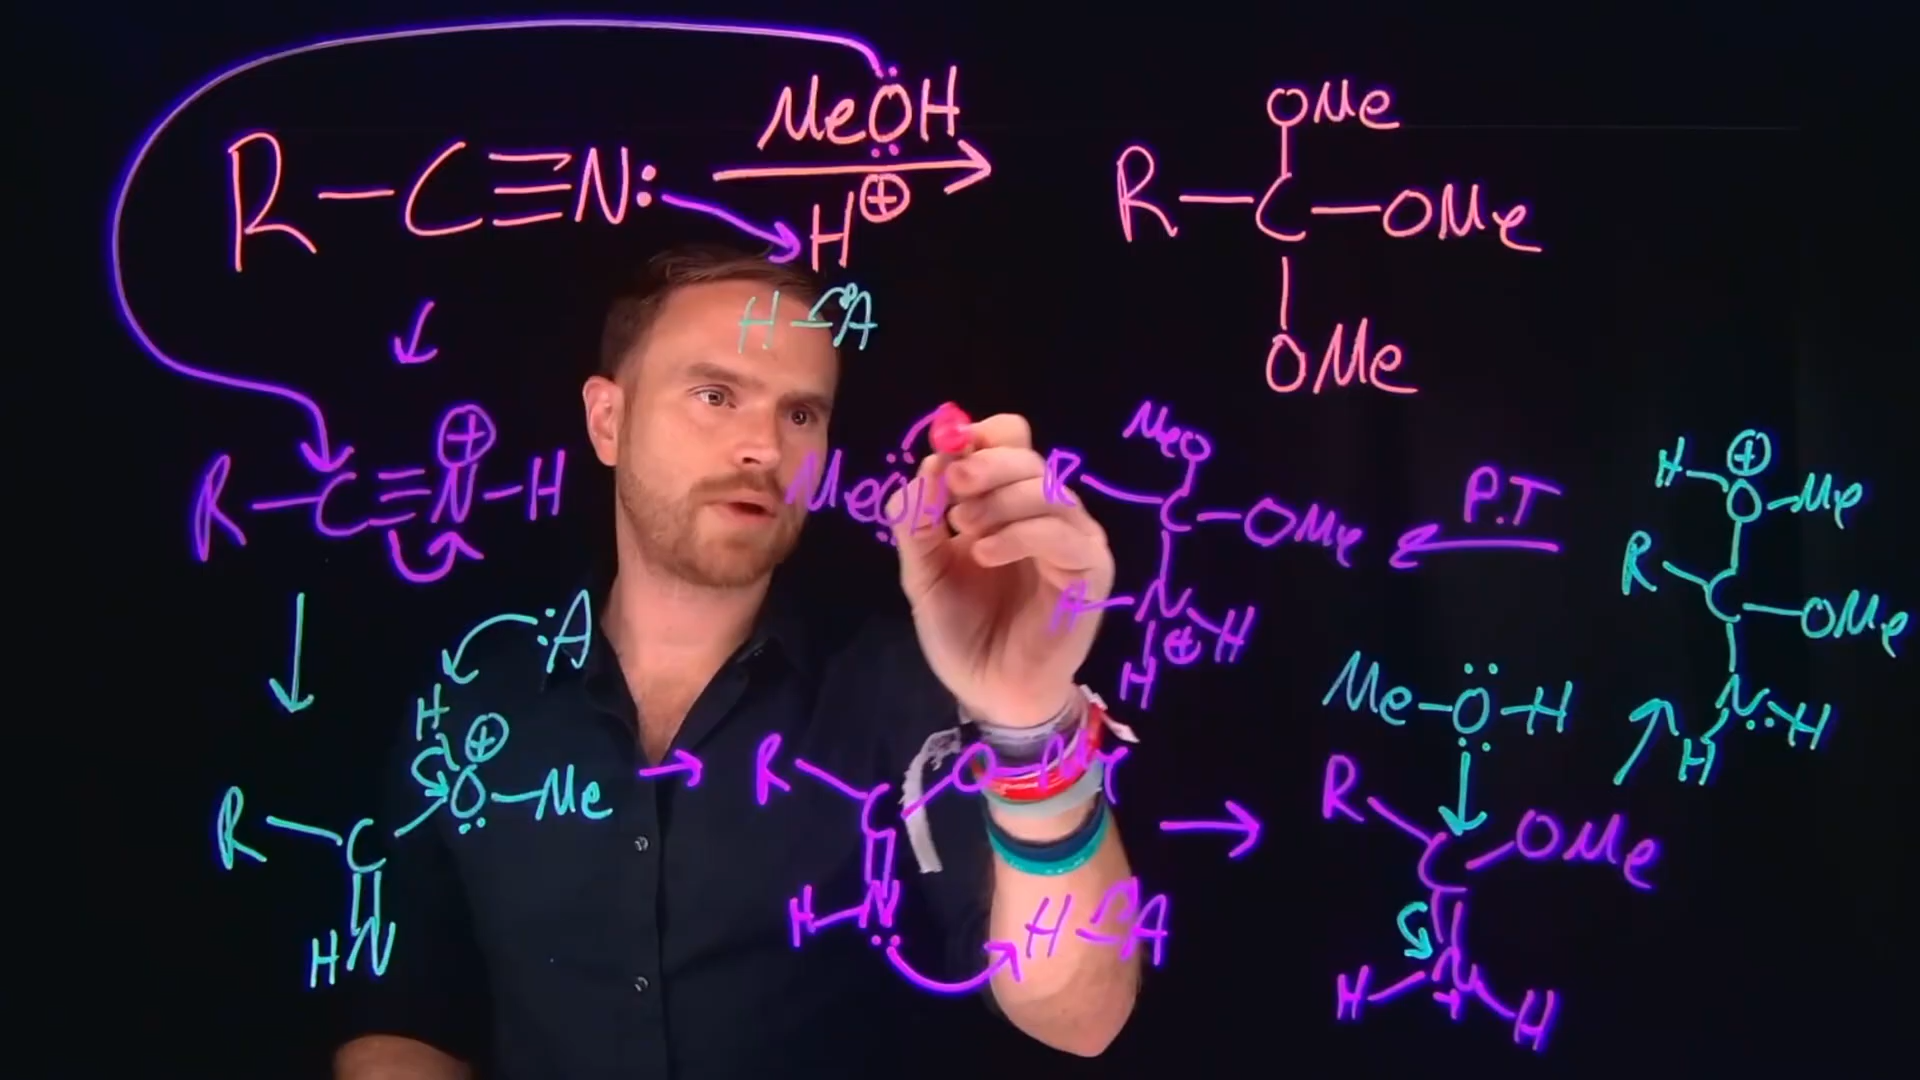 MeOH
R-C≡N: H⊕
H-A
OMe
R-C-OMe
OMe
R-C≡N-H
⊕
MeOH
MeO
R C-OMe
N H
⊕
H
P.T
H-O-Me
⊕
R C-OMe
N: H
H
:A
H
⊕
R C O-Me
HN
R C O-Me
H-N
H-A
Me-O-H
R C OMe
H N H
+